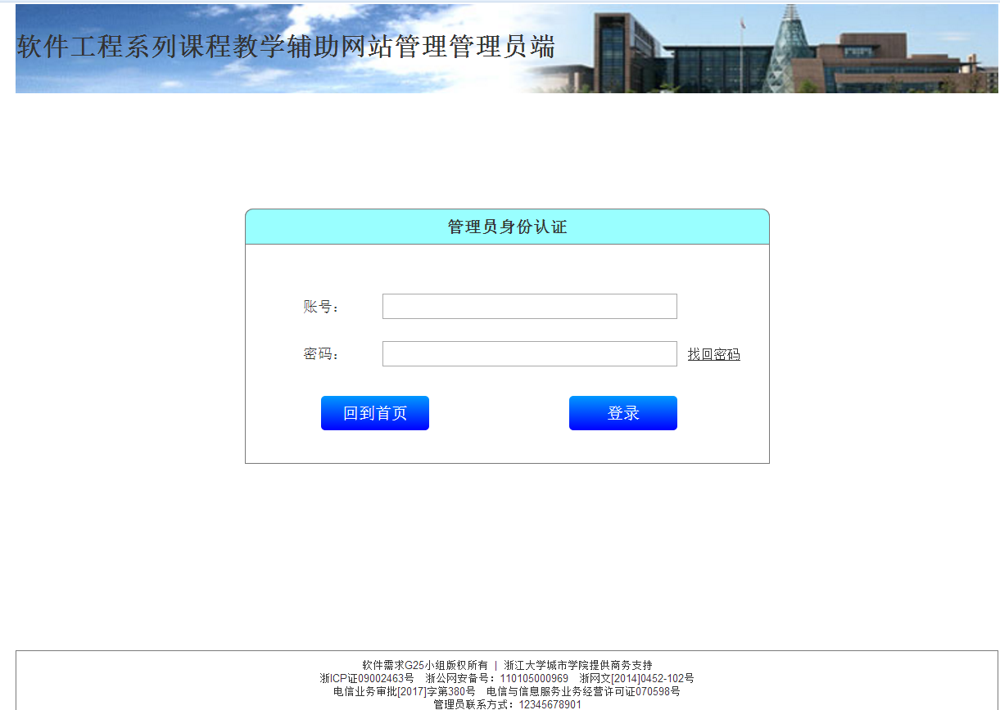 软件工程系列课程教学辅助网站管理管理员端
管理员身份认证
账号：
密码： 找回密码
回到首页 登录
软件需求G25小组版权所有 | 浙江大学城市学院提供商务支持
浙ICP证09002463号 浙公网安备号：110105000969 浙网文[2014]0452-102号
电信业务审批[2017]字第380号 电信与信息服务业务经营许可证070598号
管理员联系方式：12345678901